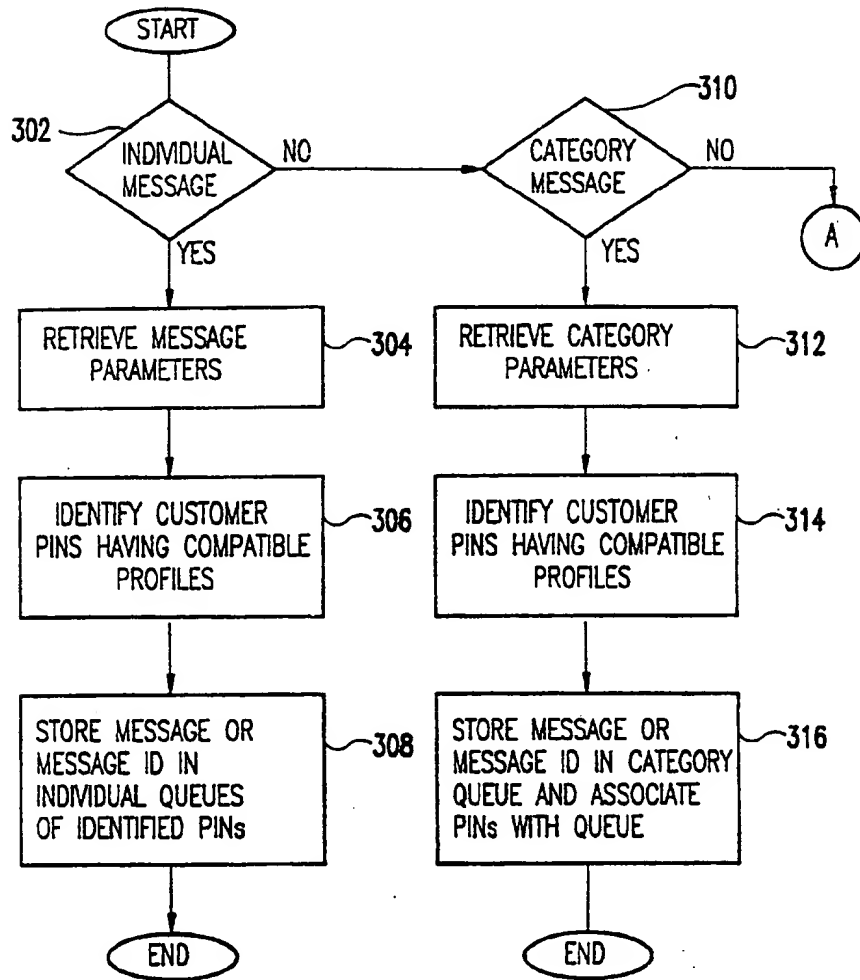 START
302
INDIVIDUAL
MESSAGE
NO
YES
310
CATEGORY
MESSAGE
NO
YES
A
RETRIEVE MESSAGE
PARAMETERS
304
RETRIEVE CATEGORY
PARAMETERS
312
IDENTIFY CUSTOMER
PINS HAVING COMPATIBLE
PROFILES
306
IDENTIFY CUSTOMER
PINS HAVING COMPATIBLE
PROFILES
314
STORE MESSAGE OR
MESSAGE ID IN
INDIVIDUAL QUEUES
OF IDENTIFIED PINs
308
STORE MESSAGE OR
MESSAGE ID IN CATEGORY
QUEUE AND ASSOCIATE
PINs WITH QUEUE
316
END
END